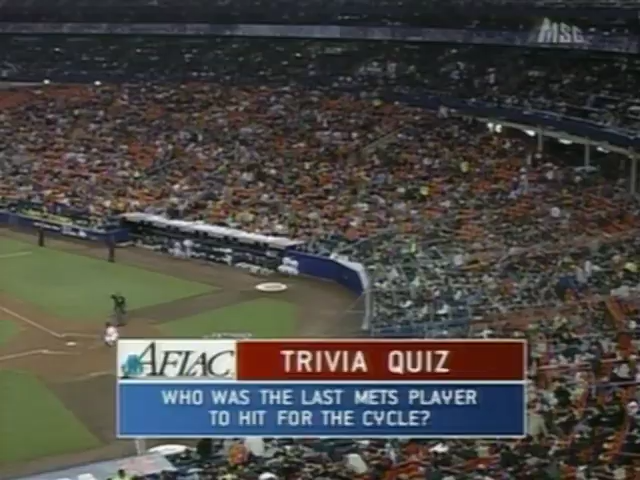 MSG
AFLAC TRIVIA QUIZ
WHO WAS THE LAST METS PLAYER
TO HIT FOR THE CYCLE?